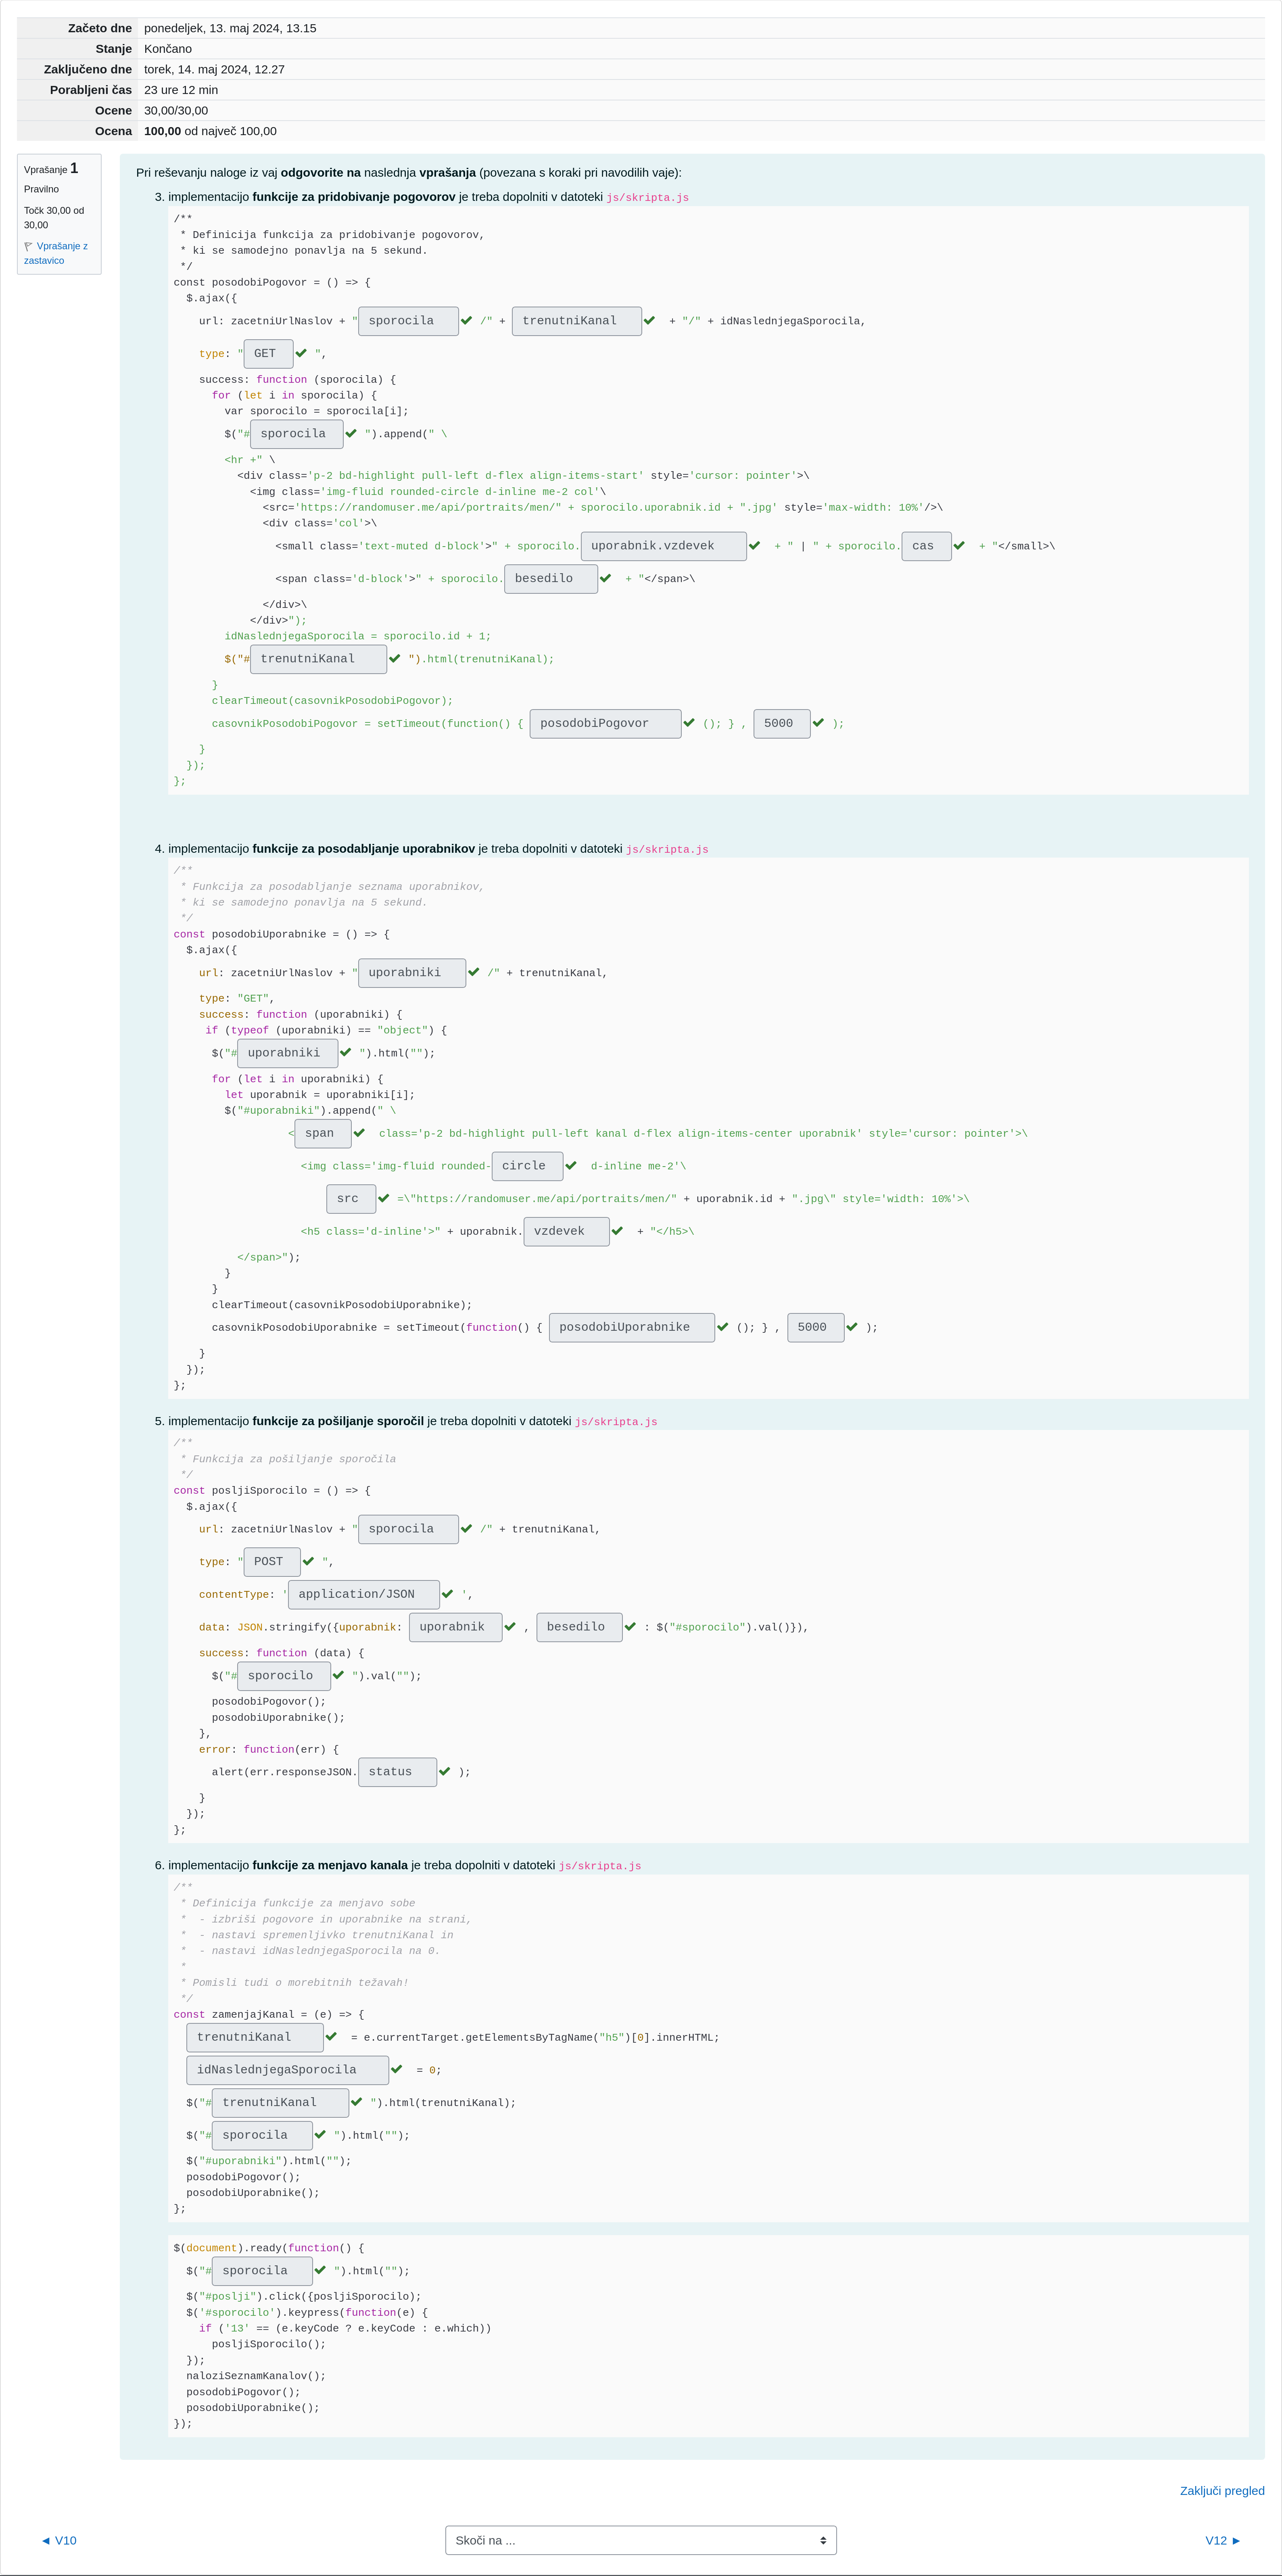 Začeto dne ponedeljek, 13. maj 2024, 13.15
Stanje Končano
Zaključeno dne torek, 14. maj 2024, 12.27
Porabljeni čas 23 ure 12 min
Ocene 30,00/30,00
Ocena 100,00 od največ 100,00
Vprašanje 1
Pravilno
Točk 30,00 od
30,00
Vprašanje z
zastavico
Pri reševanju naloge iz vaj odgovorite na naslednja vprašanja (povezana s koraki pri navodilih vaje):
3. implementacijo funkcije za pridobivanje pogovorov je treba dopolniti v datoteki js/skripta.js
/**
 * Definicija funkcija za pridobivanje pogovorov,
 * ki se samodejno ponavlja na 5 sekund.
 */
const posodobiPogovor = () => {
  $.ajax({
    url: zacetniUrlNaslov + " sporocila /" + trenutniKanal + "/" + idNaslednjegaSporocila,
    type: " GET ",
    success: function (sporocila) {
      for (let i in sporocila) {
        var sporocilo = sporocila[i];
        $("# sporocila ").append(" \
        <hr +" \
          <div class='p-2 bd-highlight pull-left d-flex align-items-start' style='cursor: pointer'>\
            <img class='img-fluid rounded-circle d-inline me-2 col'\
              <src='https://randomuser.me/api/portraits/men/" + sporocilo.uporabnik.id + ".jpg' style='max-width: 10%'/>\
              <div class='col'>\
                <small class='text-muted d-block'>" + sporocilo. uporabnik.vzdevek + " | " + sporocilo. cas + "</small>\
                <span class='d-block'>" + sporocilo. besedilo + "</span>\
              </div>\
            </div>");
        idNaslednjegaSporocila = sporocilo.id + 1;
        $("# trenutniKanal ").html(trenutniKanal);
      }
      clearTimeout(casovnikPosodobiPogovor);
      casovnikPosodobiPogovor = setTimeout(function() { posodobiPogovor (); } , 5000 );
    }
  });
};
4. implementacijo funkcije za posodabljanje uporabnikov je treba dopolniti v datoteki js/skripta.js
/**
 * Funkcija za posodabljanje seznama uporabnikov,
 * ki se samodejno ponavlja na 5 sekund.
 */
const posodobiUporabnike = () => {
  $.ajax({
    url: zacetniUrlNaslov + " uporabniki /" + trenutniKanal,
    type: "GET",
    success: function (uporabniki) {
     if (typeof (uporabniki) == "object") {
      $("# uporabniki ").html("");
      for (let i in uporabniki) {
        let uporabnik = uporabniki[i];
        $("#uporabniki").append(" \
                  < span class='p-2 bd-highlight pull-left kanal d-flex align-items-center uporabnik' style='cursor: pointer'>\
                    <img class='img-fluid rounded- circle d-inline me-2'\
                        src =\"https://randomuser.me/api/portraits/men/" + uporabnik.id + ".jpg\" style='width: 10%'>\
                    <h5 class='d-inline'>" + uporabnik. vzdevek + "</h5>\
          </span>");
        }
      }
      clearTimeout(casovnikPosodobiUporabnike);
      casovnikPosodobiUporabnike = setTimeout(function() { posodobiUporabnike (); } , 5000 );
    }
  });
};
5. implementacijo funkcije za pošiljanje sporočil je treba dopolniti v datoteki js/skripta.js
/**
 * Funkcija za pošiljanje sporočila
 */
const posljiSporocilo = () => {
  $.ajax({
    url: zacetniUrlNaslov + " sporocila /" + trenutniKanal,
    type: " POST ",
    contentType: ' application/JSON ',
    data: JSON.stringify({uporabnik: uporabnik , besedilo : $("#sporocilo").val()}),
    success: function (data) {
      $("# sporocilo ").val("");
      posodobiPogovor();
      posodobiUporabnike();
    },
    error: function(err) {
      alert(err.responseJSON. status );
    }
  });
};
6. implementacijo funkcije za menjavo kanala je treba dopolniti v datoteki js/skripta.js
/**
 * Definicija funkcije za menjavo sobe
 *  - izbriši pogovore in uporabnike na strani,
 *  - nastavi spremenljivko trenutniKanal in
 *  - nastavi idNaslednjegaSporocila na 0.
 *
 * Pomisli tudi o morebitnih težavah!
 */
const zamenjajKanal = (e) => {
  trenutniKanal = e.currentTarget.getElementsByTagName("h5")[0].innerHTML;
  idNaslednjegaSporocila = 0;
  $("# trenutniKanal ").html(trenutniKanal);
  $("# sporocila ").html("");
  $("#uporabniki").html("");
  posodobiPogovor();
  posodobiUporabnike();
};
$(document).ready(function() {
  $("# sporocila ").html("");
  $("#poslji").click({posljiSporocilo);
  $('#sporocilo').keypress(function(e) {
    if ('13' == (e.keyCode ? e.keyCode : e.which))
      posljiSporocilo();
  });
  naloziSeznamKanalov();
  posodobiPogovor();
  posodobiUporabnike();
});
Zaključi pregled
◄ V10
Skoči na ...
V12 ►